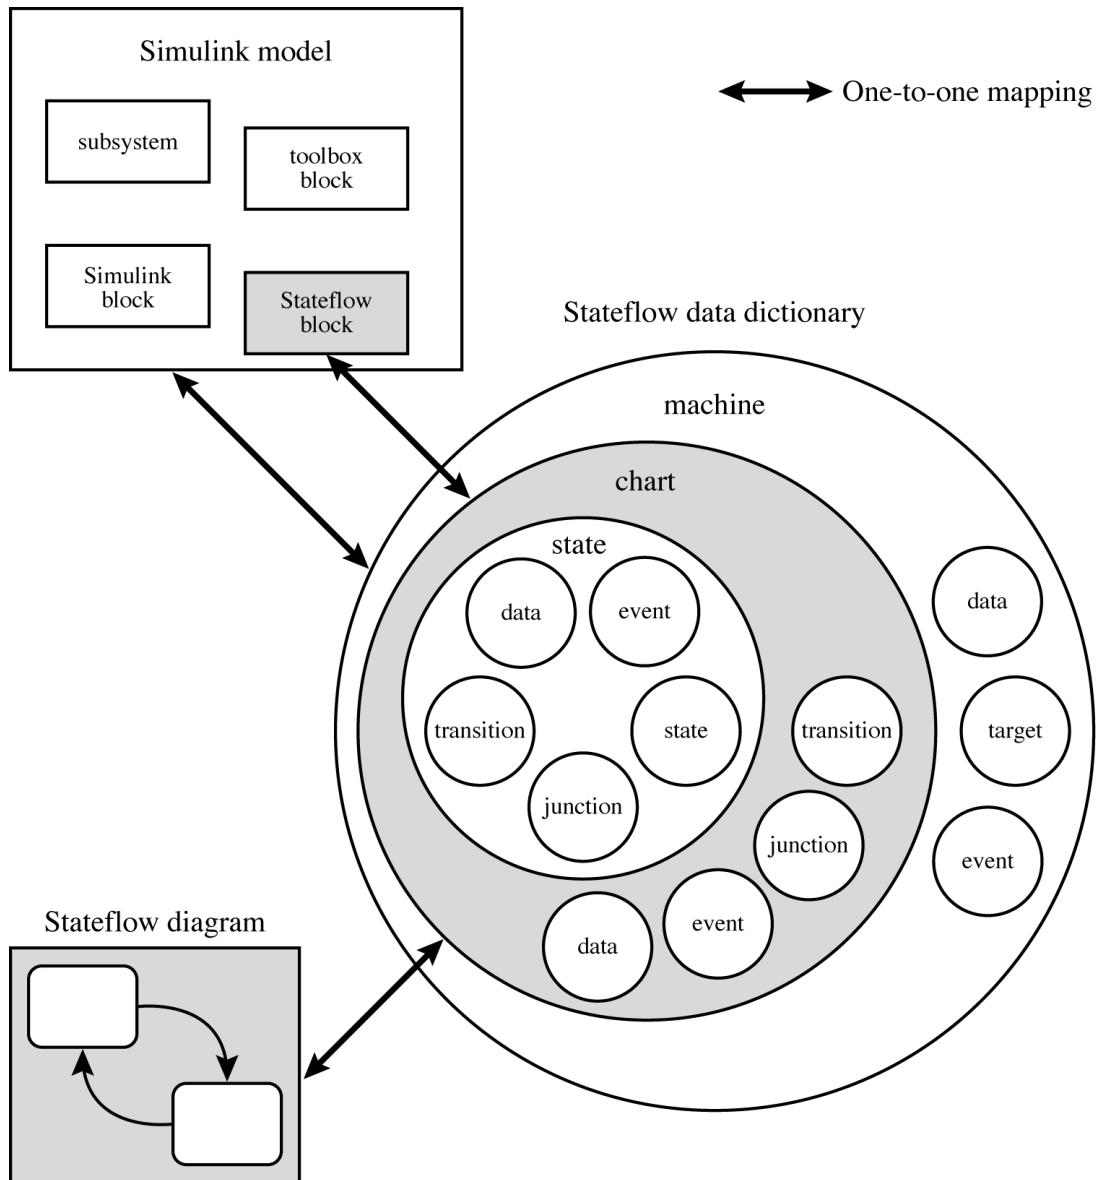 Simulink model
One-to-one mapping
subsystem
toolbox
block
Simulink
block
Stateflow
block
Stateflow data dictionary
machine
chart
state
data
event
data
transition
state
transition
target
junction
junction
event
event
data
Stateflow diagram